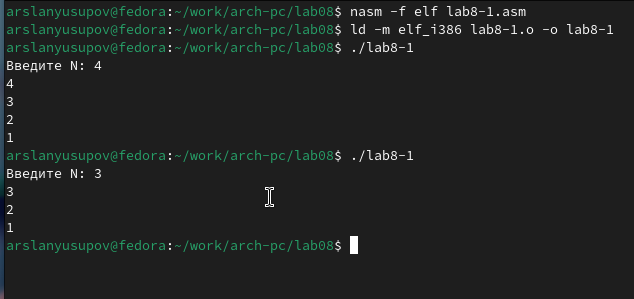 arslanyusupov@fedora:~/work/arch-pc/lab08$ nasm -f elf lab8-1.asm
arslanyusupov@fedora:~/work/arch-pc/lab08$ ld -m elf_i386 lab8-1.o -o lab8-1
arslanyusupov@fedora:~/work/arch-pc/lab08$ ./lab8-1
Введите N: 4
4
3
2
1
arslanyusupov@fedora:~/work/arch-pc/lab08$ ./lab8-1
Введите N: 3
3
2
1
arslanyusupov@fedora:~/work/arch-pc/lab08$